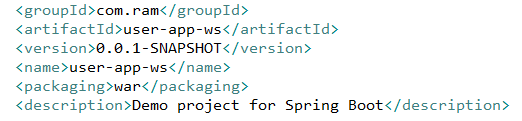 <groupId>com.ram</groupId>
<artifactId>user-app-ws</artifactId>
<version>0.0.1-SNAPSHOT</version>
<name>user-app-ws</name>
<packaging>war</packaging>
<description>Demo project for Spring Boot</description>